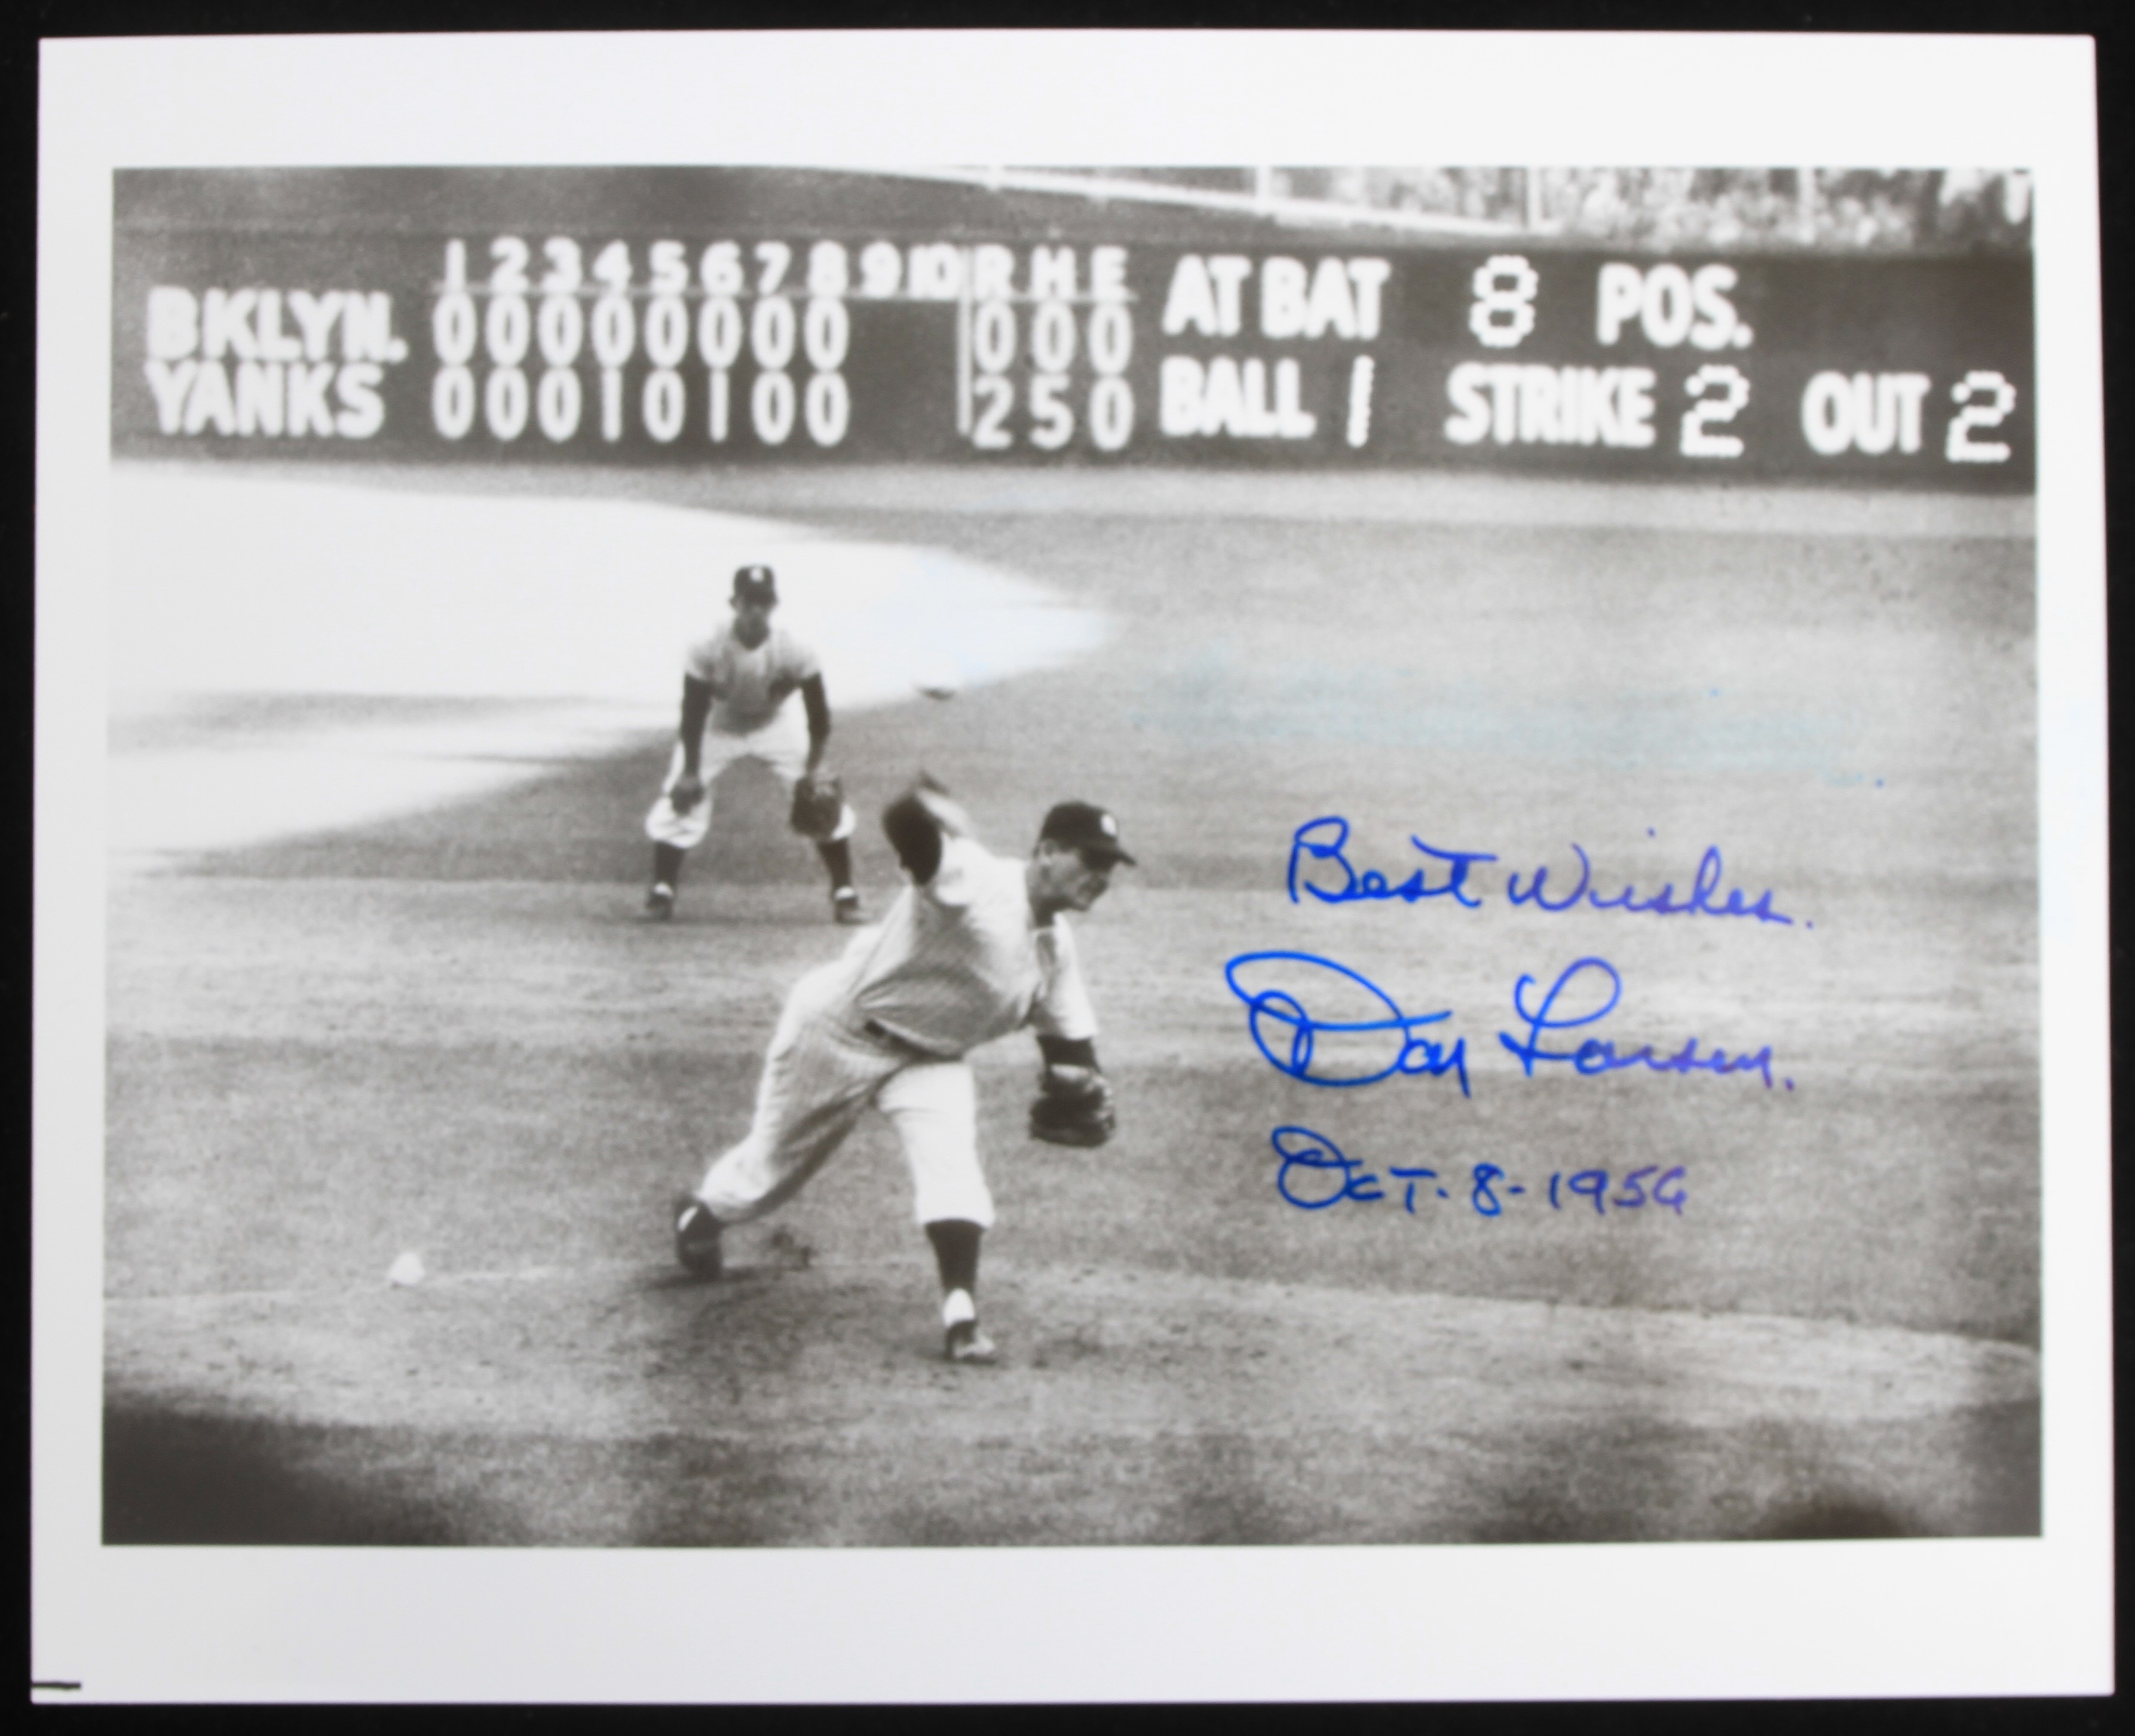 1 2 3 4 5 6 7 8 9 10 R H E AT BAT 8 POS.
BKLYN. 0 0 0 0 0 0 0 0 0 0 0
YANKS 0 0 0 1 0 1 0 0 2 5 0 BALL 1 STRIKE 2 OUT 2
Best Wishes.
Don Larsen.
Oct. 8-1956